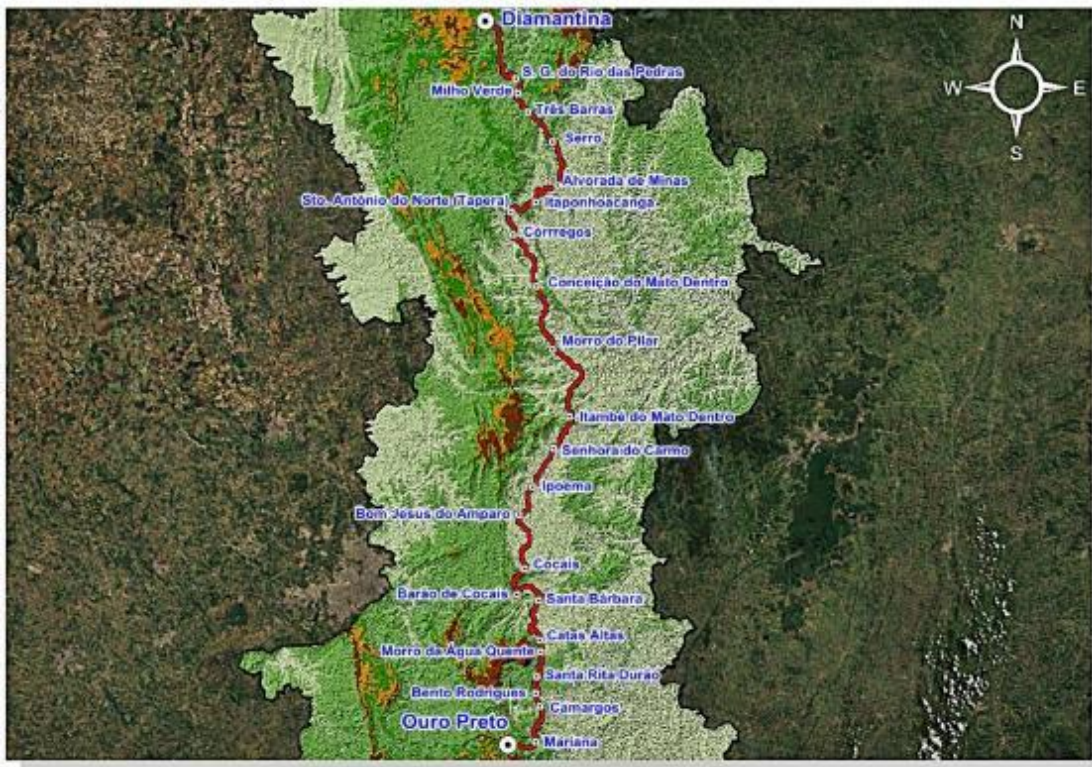 Diamantina
N
S. G. do Rio das Pedras
W
E
Milho Verde
Três Barras
Serro
S
Alvorada de Minas
Sto. Antônio do Norte (Tapera)
Itaponhoacanga
Córrregos
Conceição do Mato Dentro
Morro do Pilar
Itambé do Mato Dentro
Senhora do Carmo
Ipoema
Bom Jesus do Amparo
Cocais
Barão de Cocais
Santa Bárbara
Catas Altas
Morro da Água Quente
Santa Rita Durão
Bento Rodrigues
Camargos
Ouro Preto
Mariana